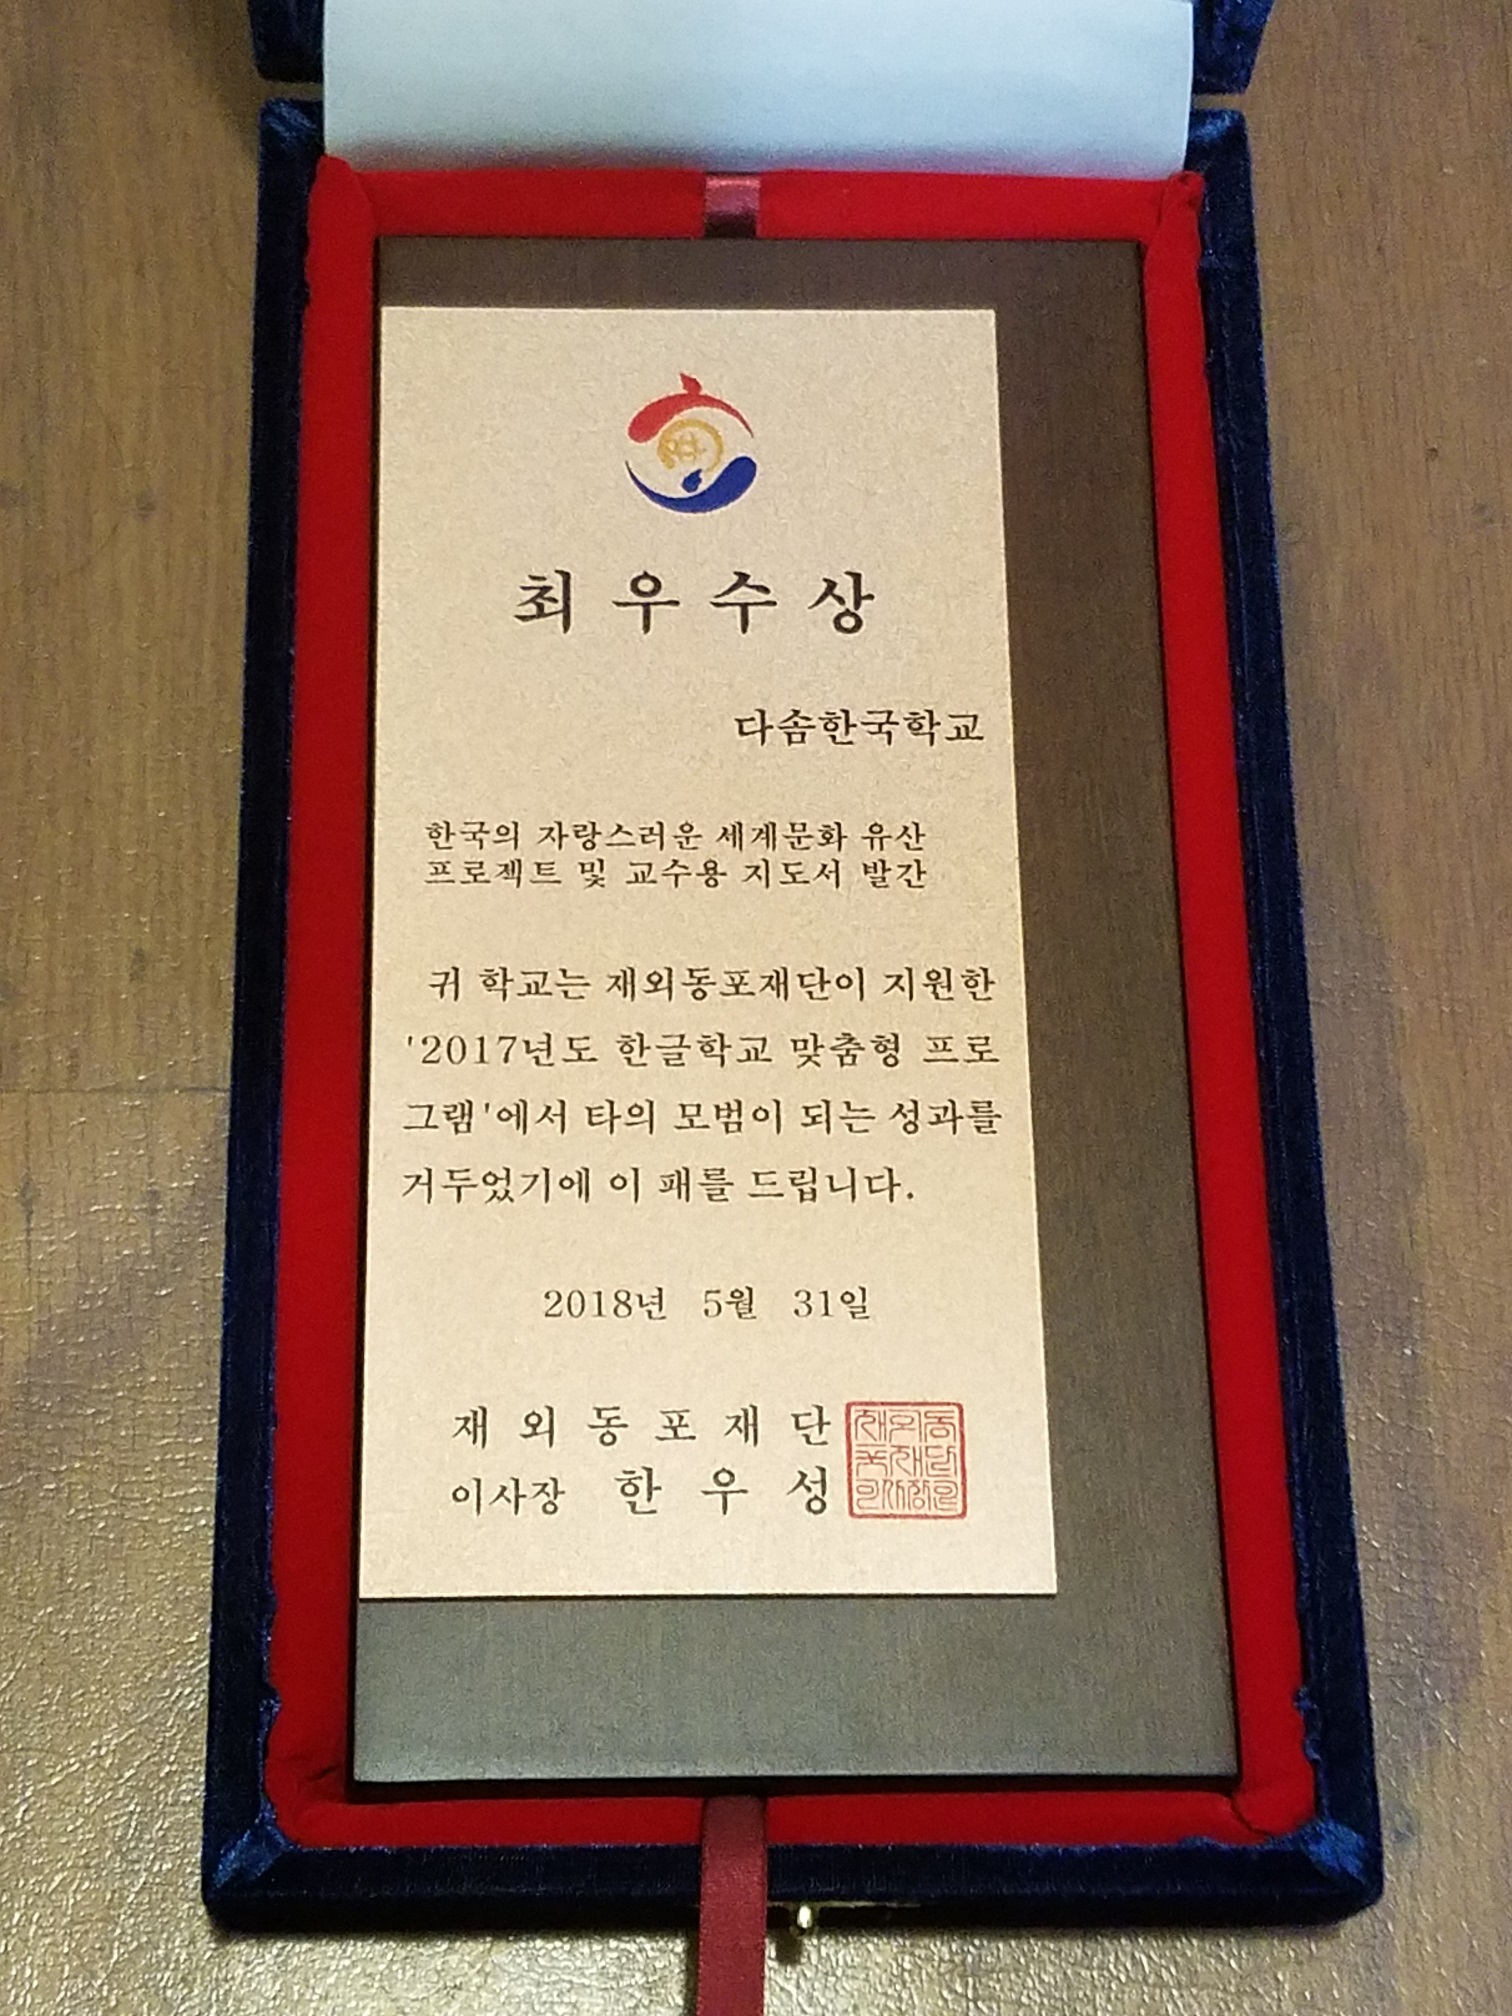 최우수상
다솜한국학교
한국의 자랑스러운 세계문화 유산
프로젝트 및 교수용 지도서 발간
귀 학교는 재외동포재단이 지원한
'2017년도 한글학교 맞춤형 프로
그램'에서 타의 모범이 되는 성과를
거두었기에 이 패를 드립니다.
2018년 5월 31일
재외동포재단
이사장 한우성